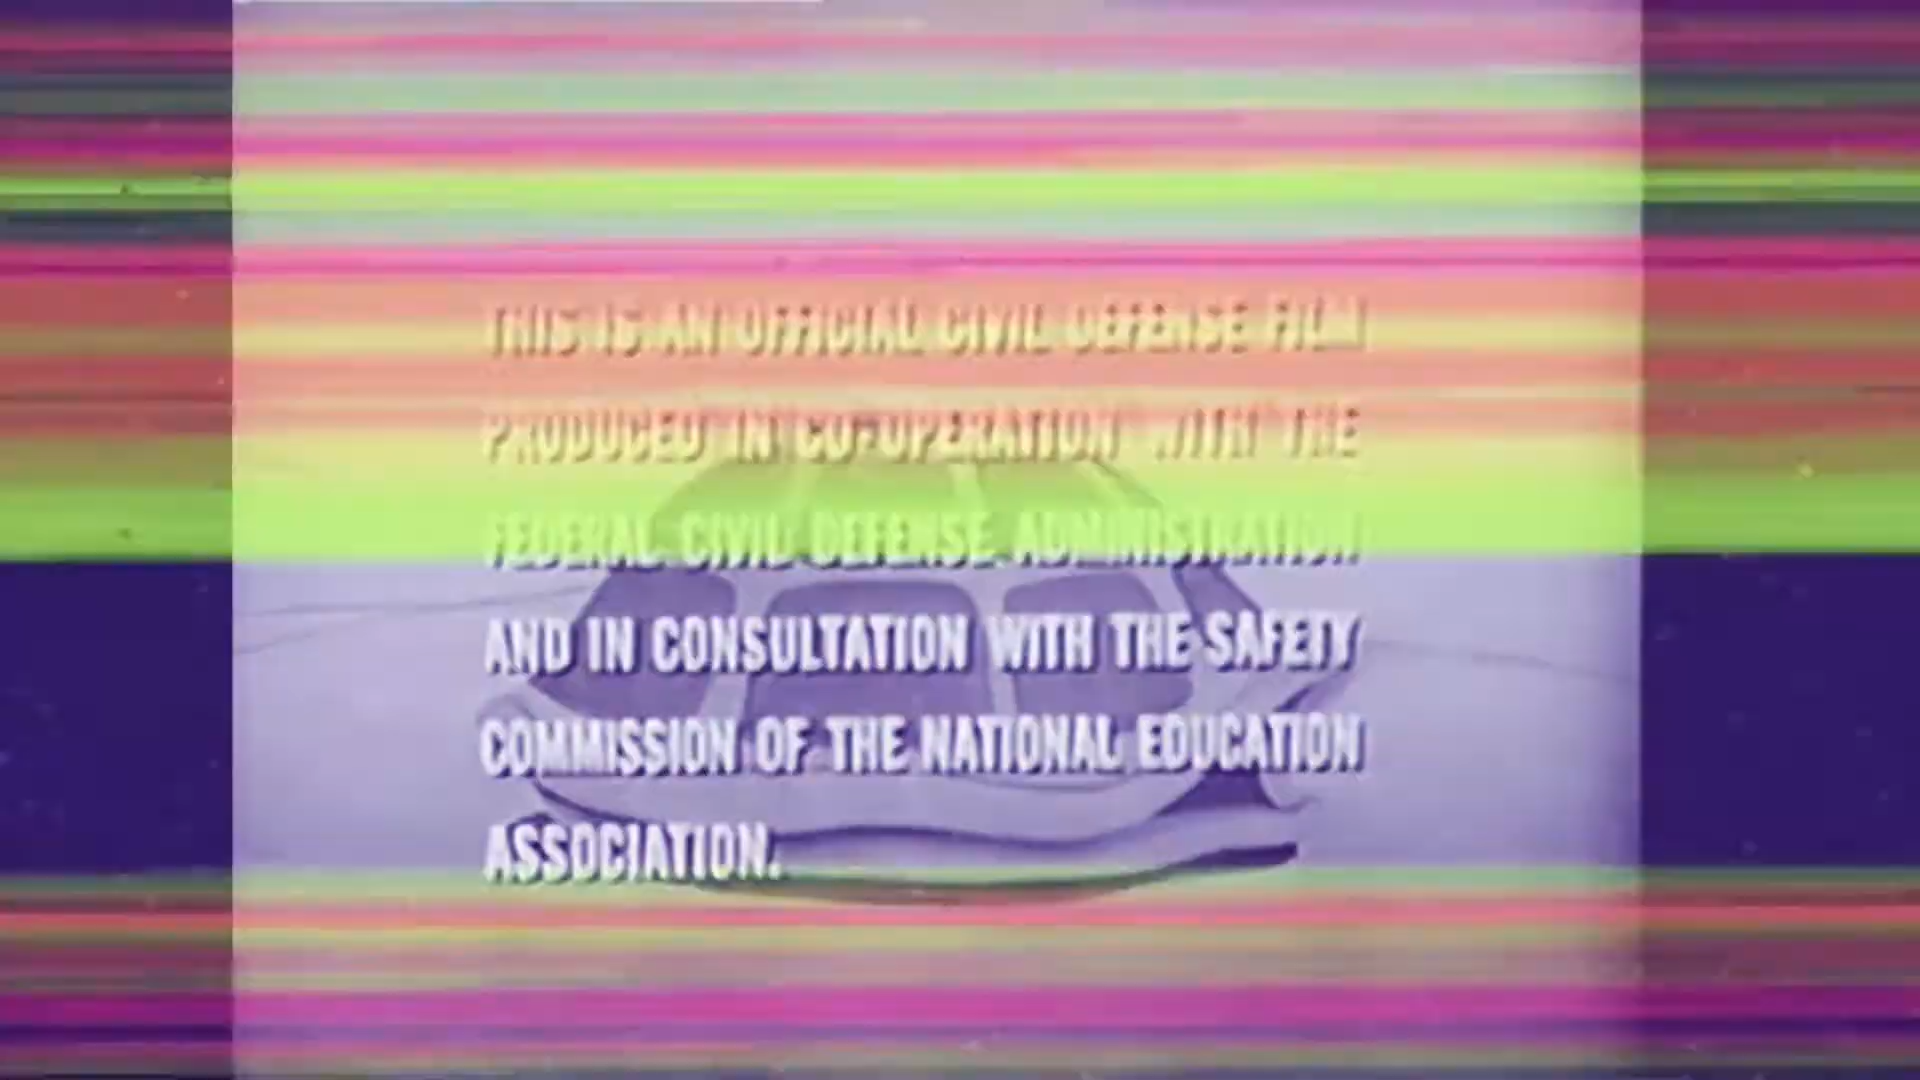 THIS IS AN OFFICIAL CIVIL DEFENSE FILM
PRODUCED IN CO-OPERATION WITH THE
FEDERAL CIVIL DEFENSE ADMINISTRATION
AND IN CONSULTATION WITH THE SAFETY
COMMISSION OF THE NATIONAL EDUCATION
ASSOCIATION.